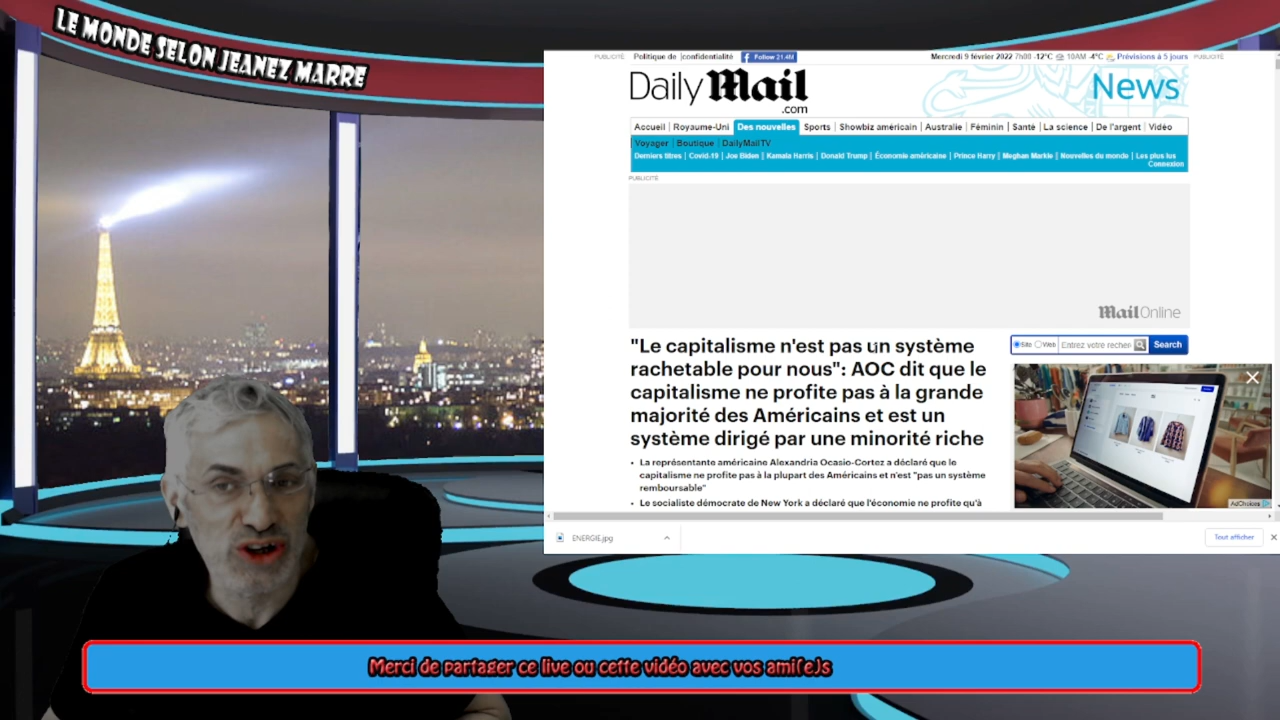 LE MONDE SELON JEANEZ MARRE
PUBLICITÉ Politique de |confidentialité Follow 21.4M Mercredi 9 février 2022 7h00 -12°C 10AM -4°C Prévisions à 5 jours PUBLICITÉ
Daily Mail
.com
News
Accueil | Royaume-Uni Des nouvelles Sports | Showbiz américain | Australie | Féminin | Santé | La science | De l'argent | Vidéo
Voyager | Boutique | DailyMailTV
Derniers titres | Covid-19 | Joe Biden | Kamala Harris | Donald Trump | Économie américaine | Prince Harry | Meghan Markle | Nouvelles du monde | Les plus lus
Connexion
PUBLICITÉ
MailOnline
"Le capitalisme n'est pas un système
rachetable pour nous": AOC dit que le
capitalisme ne profite pas à la grande
majorité des Américains et est un
système dirigé par une minorité riche
Site Web Entrez votre recher Search
• La représentante américaine Alexandria Ocasio-Cortez a déclaré que le
capitalisme ne profite pas à la plupart des Américains et n'est "pas un système
remboursable"
• Le socialiste démocrate de New York a déclaré que l'économie ne profite qu'à
AdChoices
ENERGIE.jpg
Tout afficher
Merci de partager ce live ou cette vidéo avec vos ami(e)s